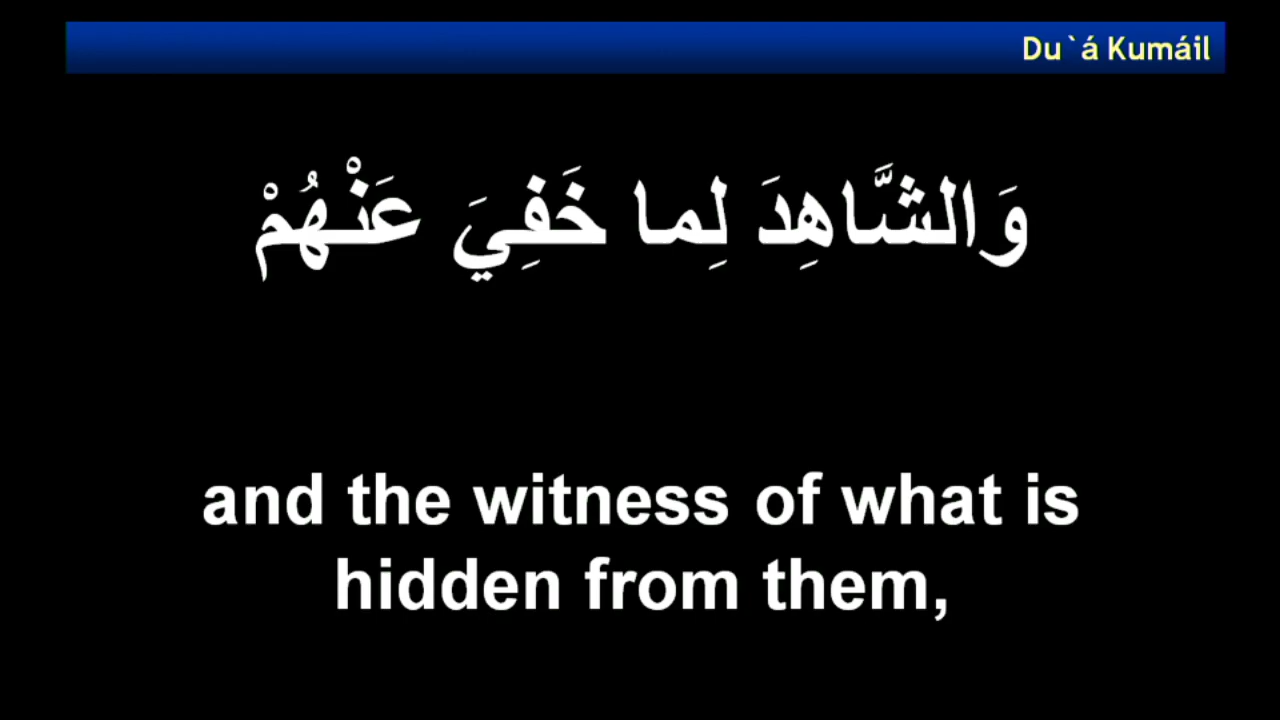 Du`á Kumáil
وَالشَّاهِدَ لِما خَفِيَ عَنْهُمْ
and the witness of what is
hidden from them,